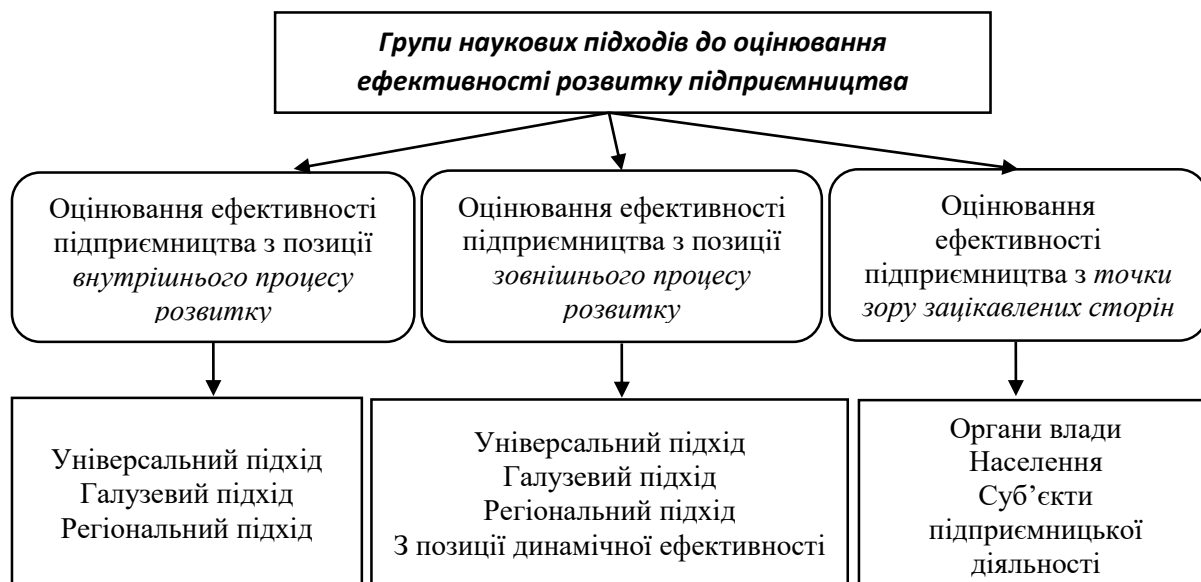 Групи наукових підходів до оцінювання
ефективності розвитку підприємництва
Оцінювання ефективності
підприємництва з позиції
внутрішнього процесу
розвитку
Оцінювання ефективності
підприємництва з позиції
зовнішнього процесу
розвитку
Оцінювання
ефективності
підприємництва з точки
зору зацікавлених сторін
Універсальний підхід
Галузевий підхід
Регіональний підхід
Універсальний підхід
Галузевий підхід
Регіональний підхід
З позиції динамічної ефективності
Органи влади
Населення
Суб’єкти
підприємницької
діяльності